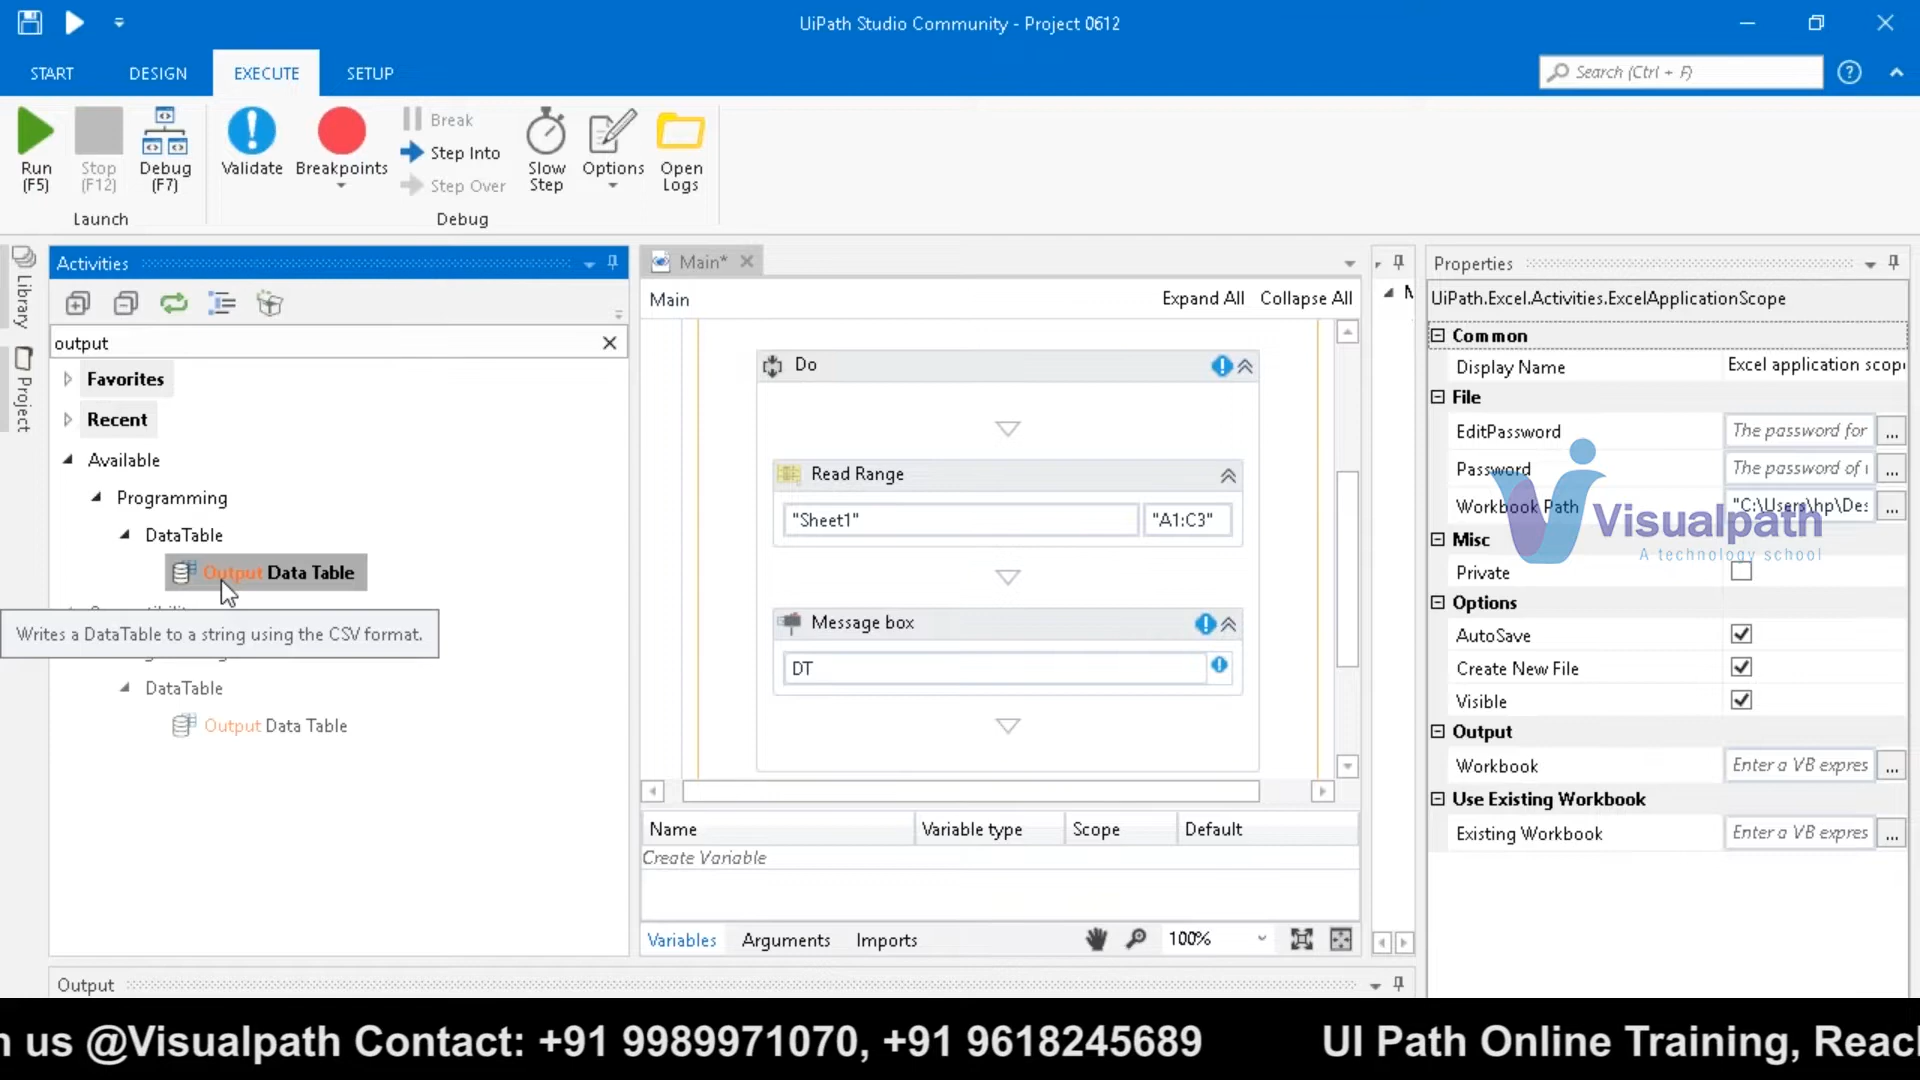 UiPath Studio Community - Project 0612
START DESIGN EXECUTE SETUP
Search (Ctrl + F)
Run (F5)
Stop (F12)
Debug (F7)
Launch
Validate
Breakpoints
Break
Step Into
Step Over
Slow Step
Options
Open Logs
Debug
Library
Project
Activities
output
Favorites
Recent
Available
Programming
DataTable
Output Data Table
Writes a DataTable to a string using the CSV format.
DataTable
Output Data Table
Main*
Main
Expand All Collapse All
Do
Read Range
"Sheet1" "A1:C3"
Message box
DT
Name Variable type Scope Default
Create Variable
Variables Arguments Imports
100%
Output
Properties
UiPath.Excel.Activities.ExcelApplicationScope
Common
Display Name Excel application scop
File
EditPassword The password for ...
Password The password of ...
Workbook Path "C:\Users\hp\Des ...
Misc
Private
Options
AutoSave
Create New File
Visible
Output
Workbook Enter a VB expres ...
Use Existing Workbook
Existing Workbook Enter a VB expres ...
Visualpath
A technology school
n us @Visualpath Contact: +91 9989971070, +91 9618245689 UI Path Online Training, Reac